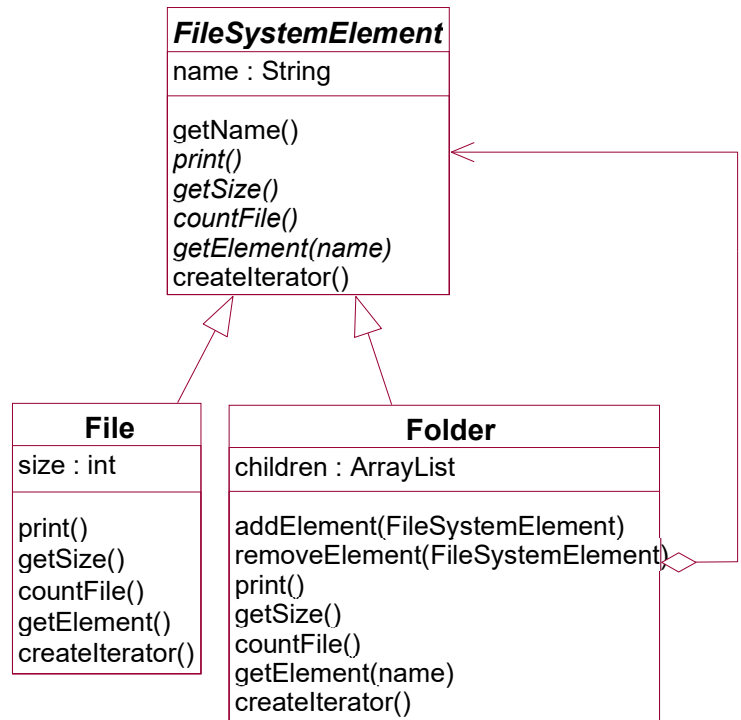 FileSystemElement
name : String
getName()
print()
getSize()
countFile()
getElement(name)
createIterator()
File
size : int
print()
getSize()
countFile()
getElement()
createIterator()
Folder
children : ArrayList
addElement(FileSystemElement)
removeElement(FileSystemElement)
print()
getSize()
countFile()
getElement(name)
createIterator()